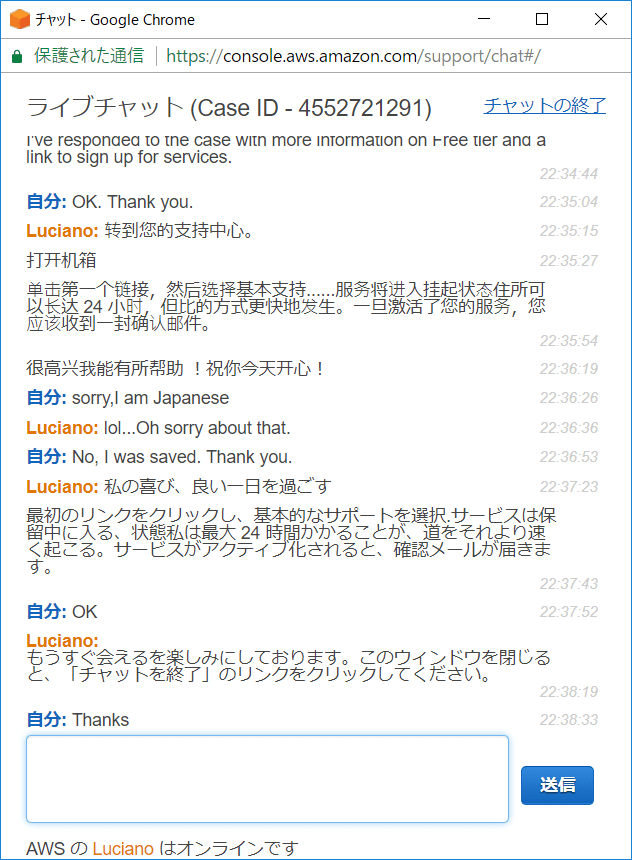 チャット - Google Chrome
保護された通信 https://console.aws.amazon.com/support/chat#/
ライブチャット (Case ID - 4552721291) チャットの終了
I've responded to the case with more information on Free tier and a
link to sign up for services.
22:34:44
自分: OK. Thank you. 22:35:04
Luciano: 转到您的支持中心。 22:35:15
打开机箱 22:35:27
单击第一个链接，然后选择基本支持......服务将进入挂起状态住所可
以长达 24 小时，但比的方式更快地发生。一旦激活了您的服务，您
应该收到一封确认邮件。
22:35:54
很高兴我能有所帮助 ！祝你今天开心！ 22:36:19
自分: sorry,I am Japanese 22:36:26
Luciano: lol...Oh sorry about that. 22:36:36
自分: No, I was saved. Thank you. 22:36:53
Luciano: 私の喜び、良い一日を過ごす 22:37:23
最初のリンクをクリックし、基本的なサポートを選択.サービスは保
留中に入る、状態私は最大 24 時間かかることが、道をそれより速
く起こる。サービスがアクティブ化されると、確認メールが届きま
す。
22:37:43
自分: OK 22:37:52
Luciano:
もうすぐ会えるを楽しみにしております。このウィンドウを閉じる
と、「チャットを終了」のリンクをクリックしてください。
22:38:19
自分: Thanks 22:38:33
送信
AWS の Luciano はオンラインです